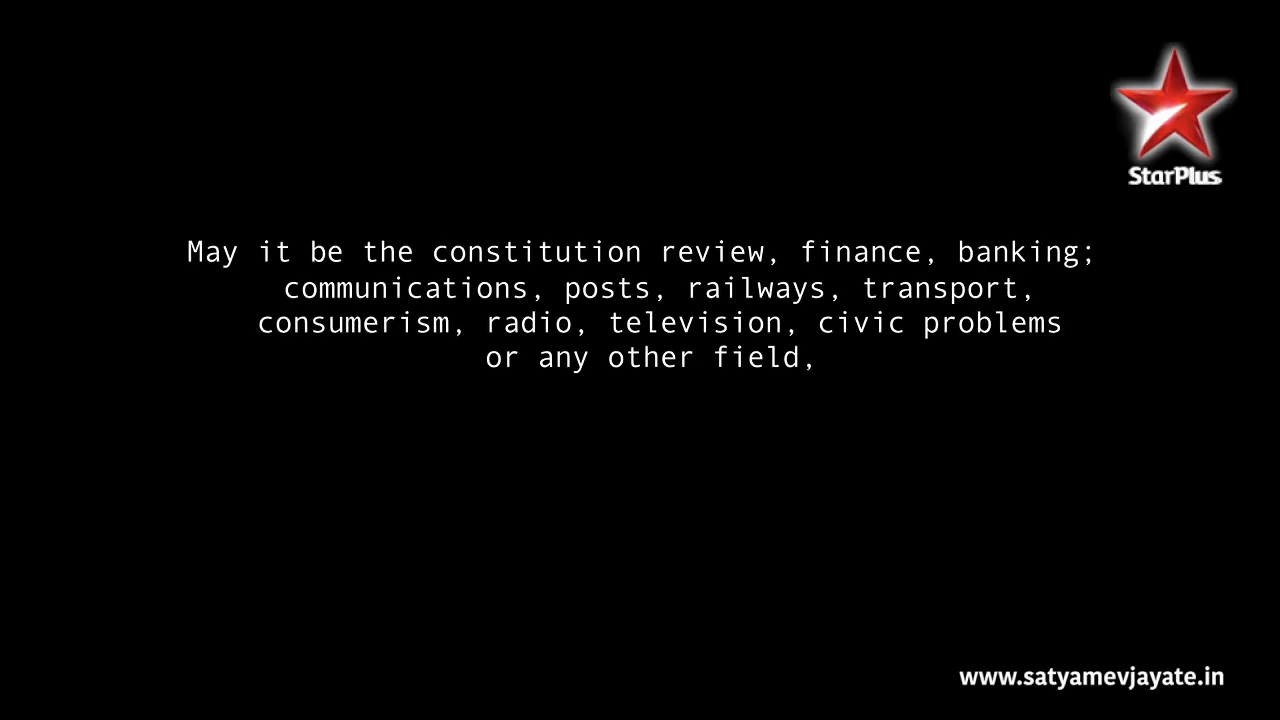 StarPlus
May it be the constitution review, finance, banking;
communications, posts, railways, transport,
consumerism, radio, television, civic problems
or any other field,
www.satyamevjayate.in